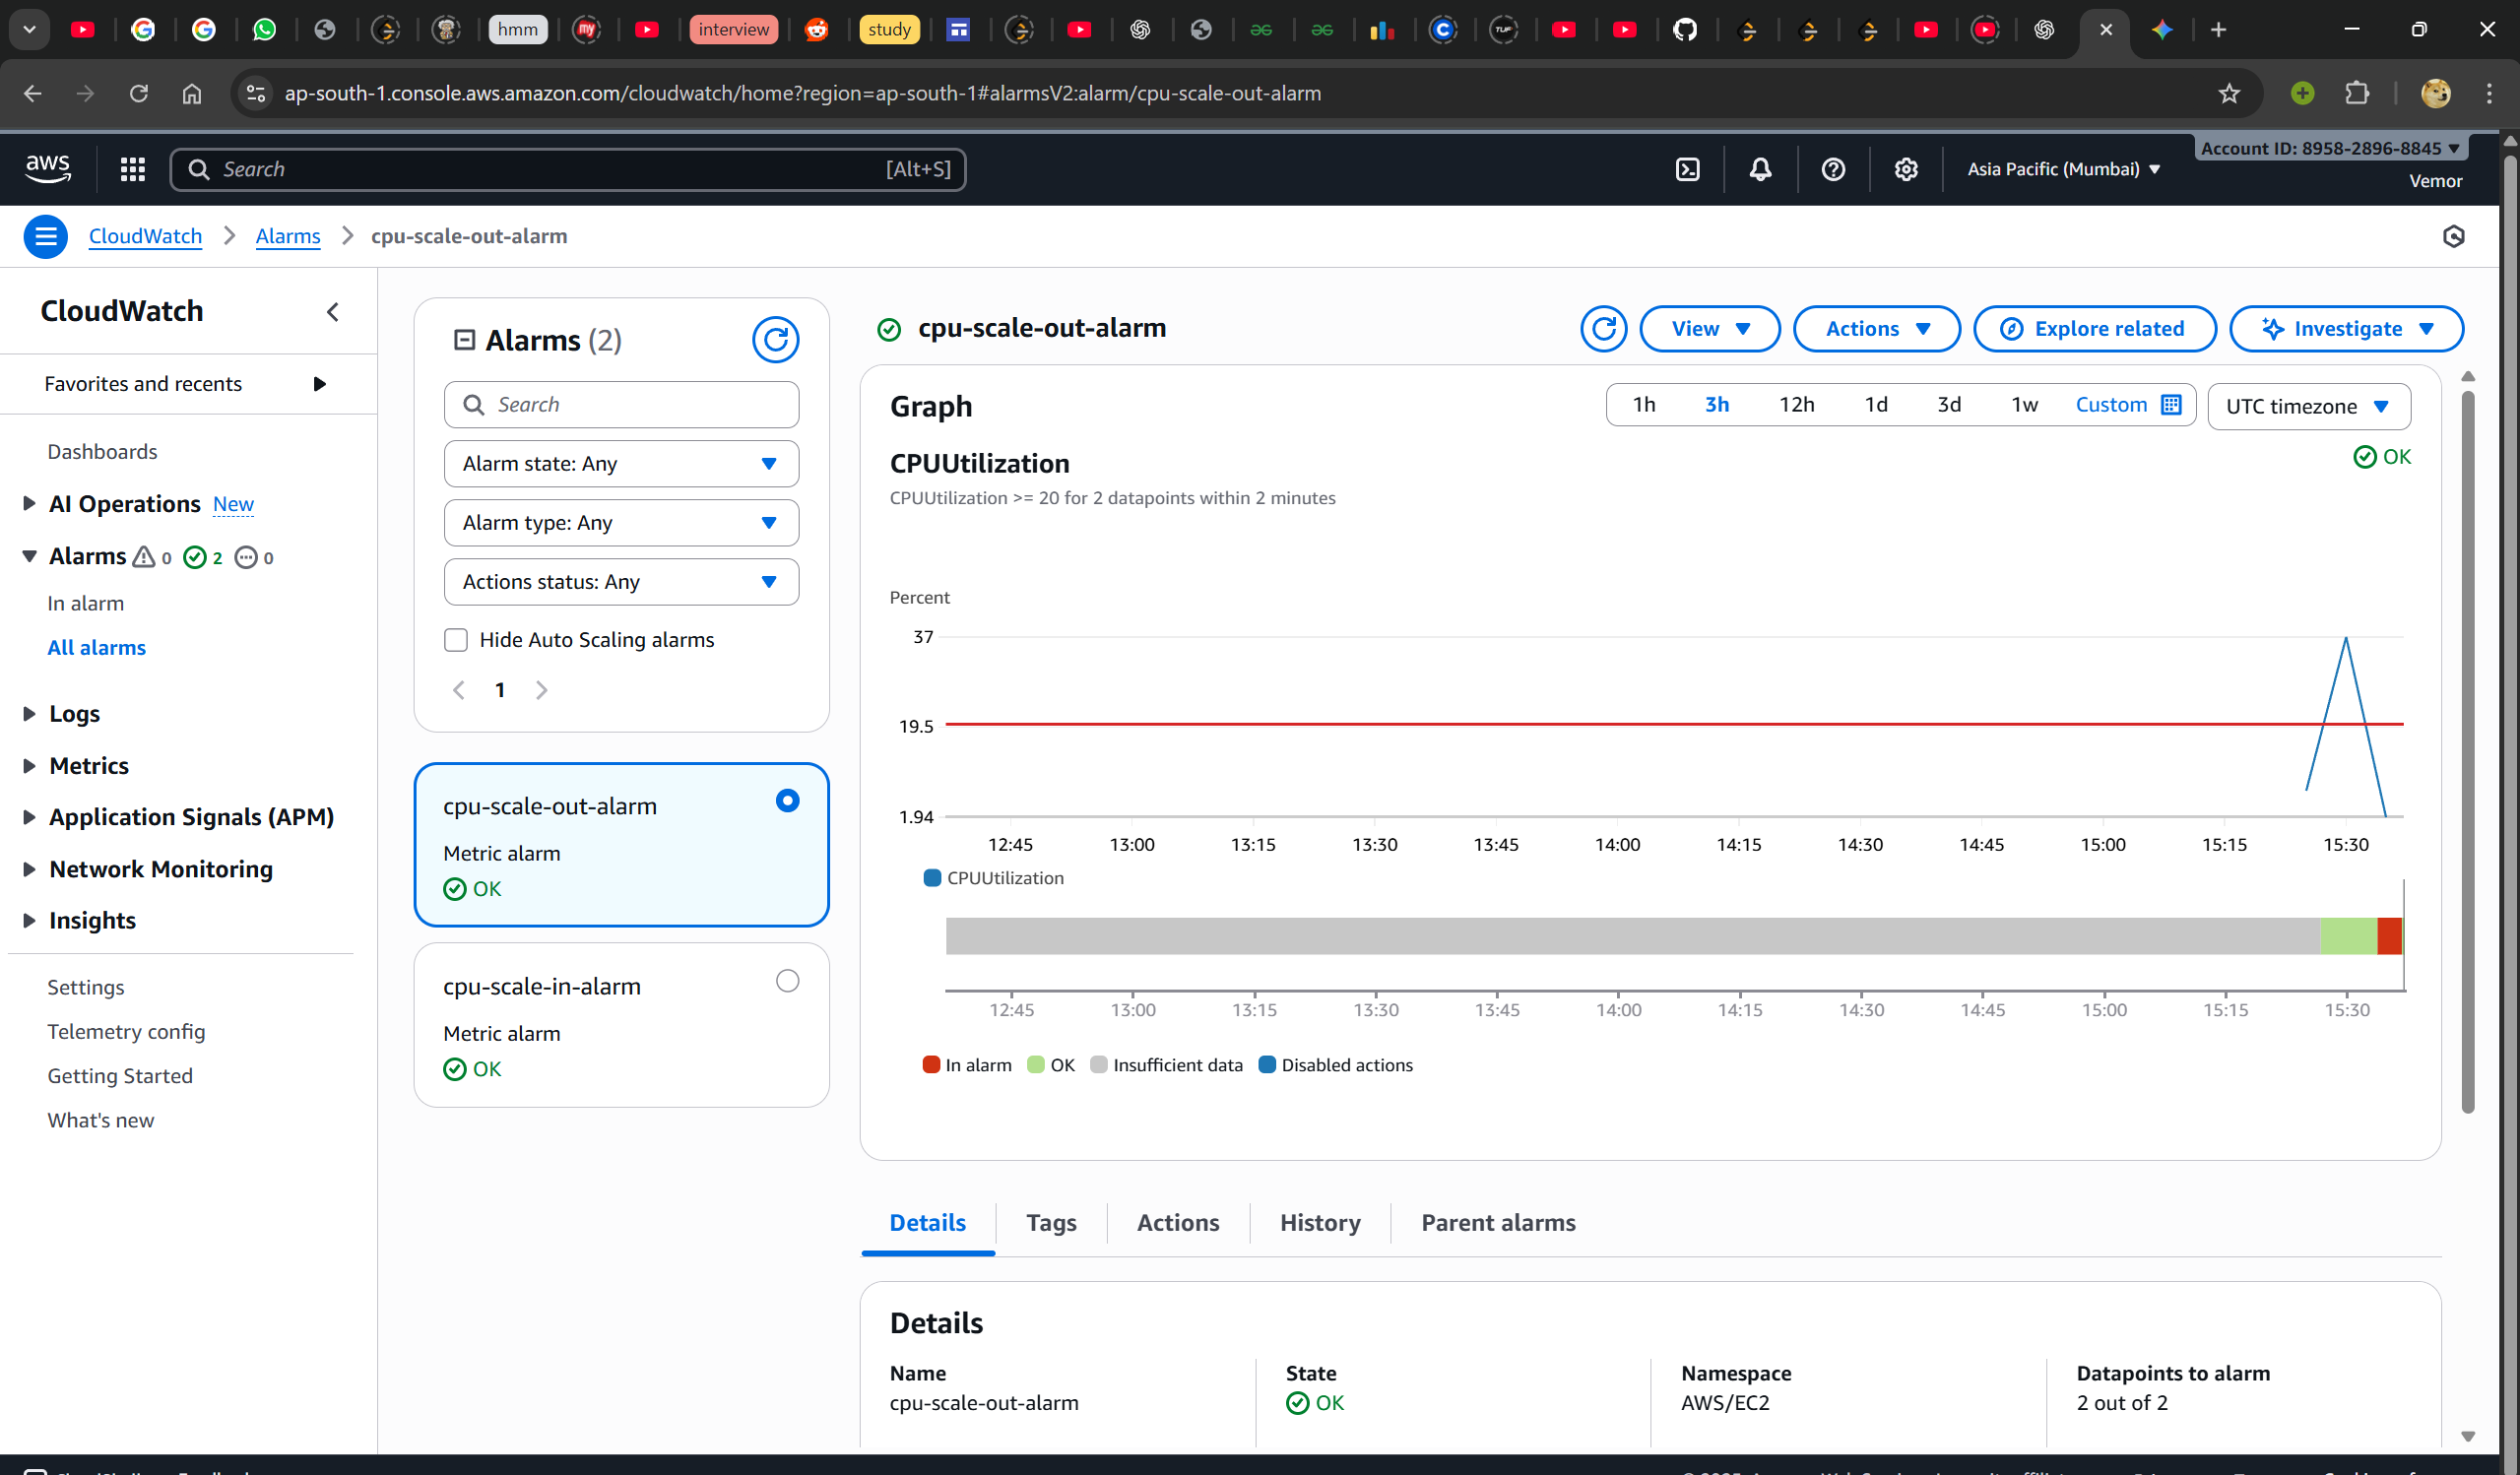 hmm
my
interview
study
TUF
ap-south-1.console.aws.amazon.com/cloudwatch/home?region=ap-south-1#alarmsV2:alarm/cpu-scale-out-alarm
aws
Search
[Alt+S]
Asia Pacific (Mumbai)
Account ID: 8958-2896-8845
Vemor
CloudWatch
Alarms
cpu-scale-out-alarm
CloudWatch
Favorites and recents
Dashboards
AI Operations New
Alarms 0 2 0
In alarm
All alarms
Logs
Metrics
Application Signals (APM)
Network Monitoring
Insights
Settings
Telemetry config
Getting Started
What's new
Alarms (2)
Search
Alarm state: Any
Alarm type: Any
Actions status: Any
Hide Auto Scaling alarms
1
cpu-scale-out-alarm
Metric alarm
OK
cpu-scale-in-alarm
Metric alarm
OK
cpu-scale-out-alarm
View
Actions
Explore related
Investigate
Graph
1h 3h 12h 1d 3d 1w Custom
UTC timezone
CPUUtilization
OK
CPUUtilization >= 20 for 2 datapoints within 2 minutes
Percent
37
19.5
1.94
12:45 13:00 13:15 13:30 13:45 14:00 14:15 14:30 14:45 15:00 15:15 15:30
CPUUtilization
12:45 13:00 13:15 13:30 13:45 14:00 14:15 14:30 14:45 15:00 15:15 15:30
In alarm OK Insufficient data Disabled actions
Details Tags Actions History Parent alarms
Details
Name
cpu-scale-out-alarm
State
OK
Namespace
AWS/EC2
Datapoints to alarm
2 out of 2